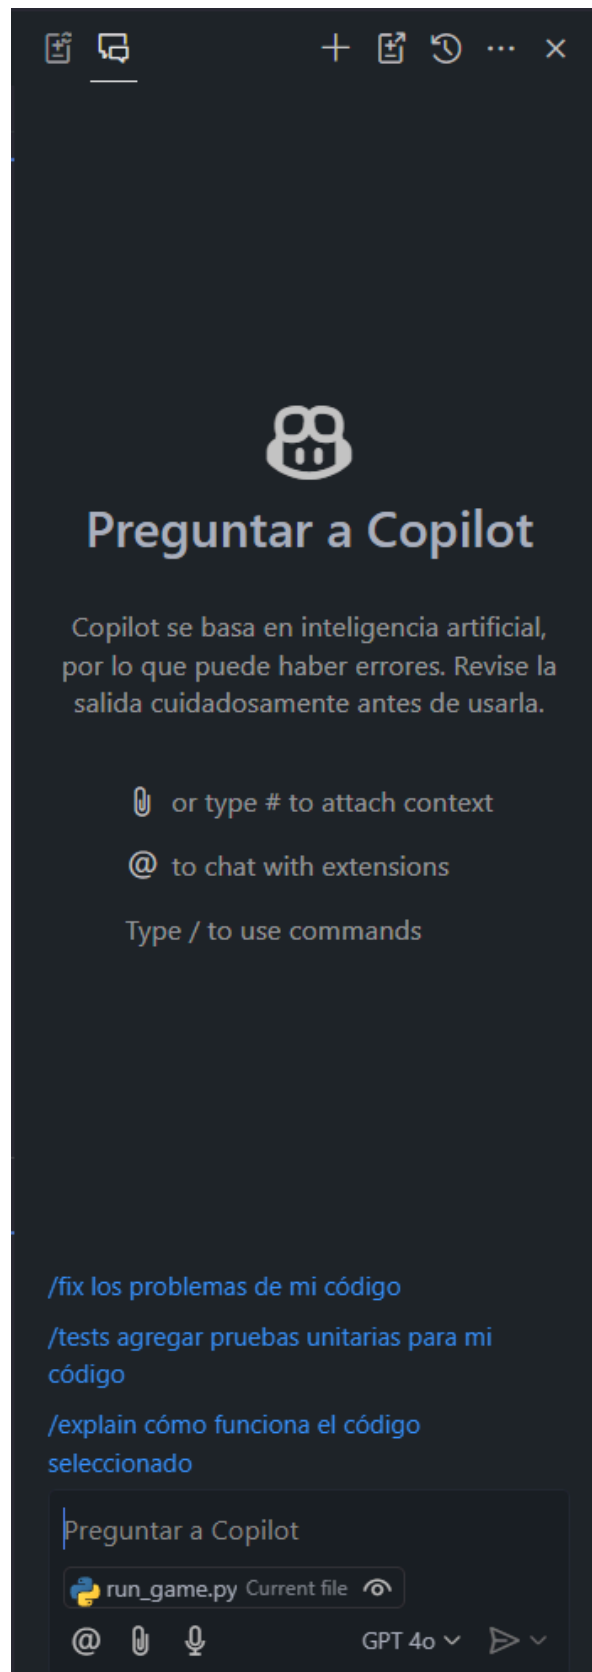 Preguntar a Copilot
Copilot se basa en inteligencia artificial,
por lo que puede haber errores. Revise la
salida cuidadosamente antes de usarla.
or type # to attach context
@ to chat with extensions
Type / to use commands
/fix los problemas de mi código
/tests agregar pruebas unitarias para mi
código
/explain cómo funciona el código
seleccionado
Preguntar a Copilot
run_game.py Current file
@ GPT 4o